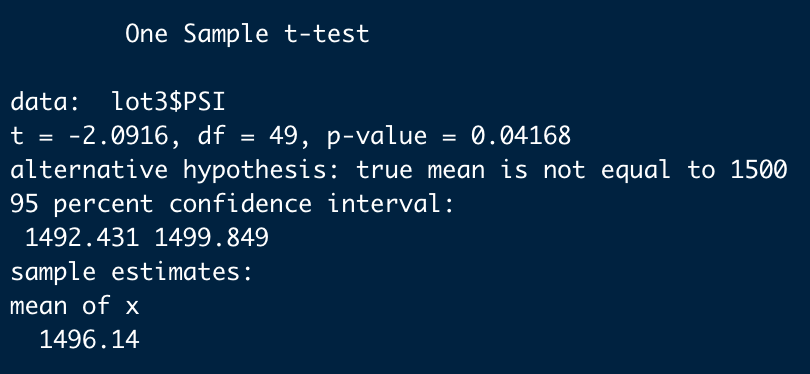 One Sample t-test
data:  lot3$PSI
t = -2.0916, df = 49, p-value = 0.04168
alternative hypothesis: true mean is not equal to 1500
95 percent confidence interval:
1492.431 1499.849
sample estimates:
mean of x
1496.14